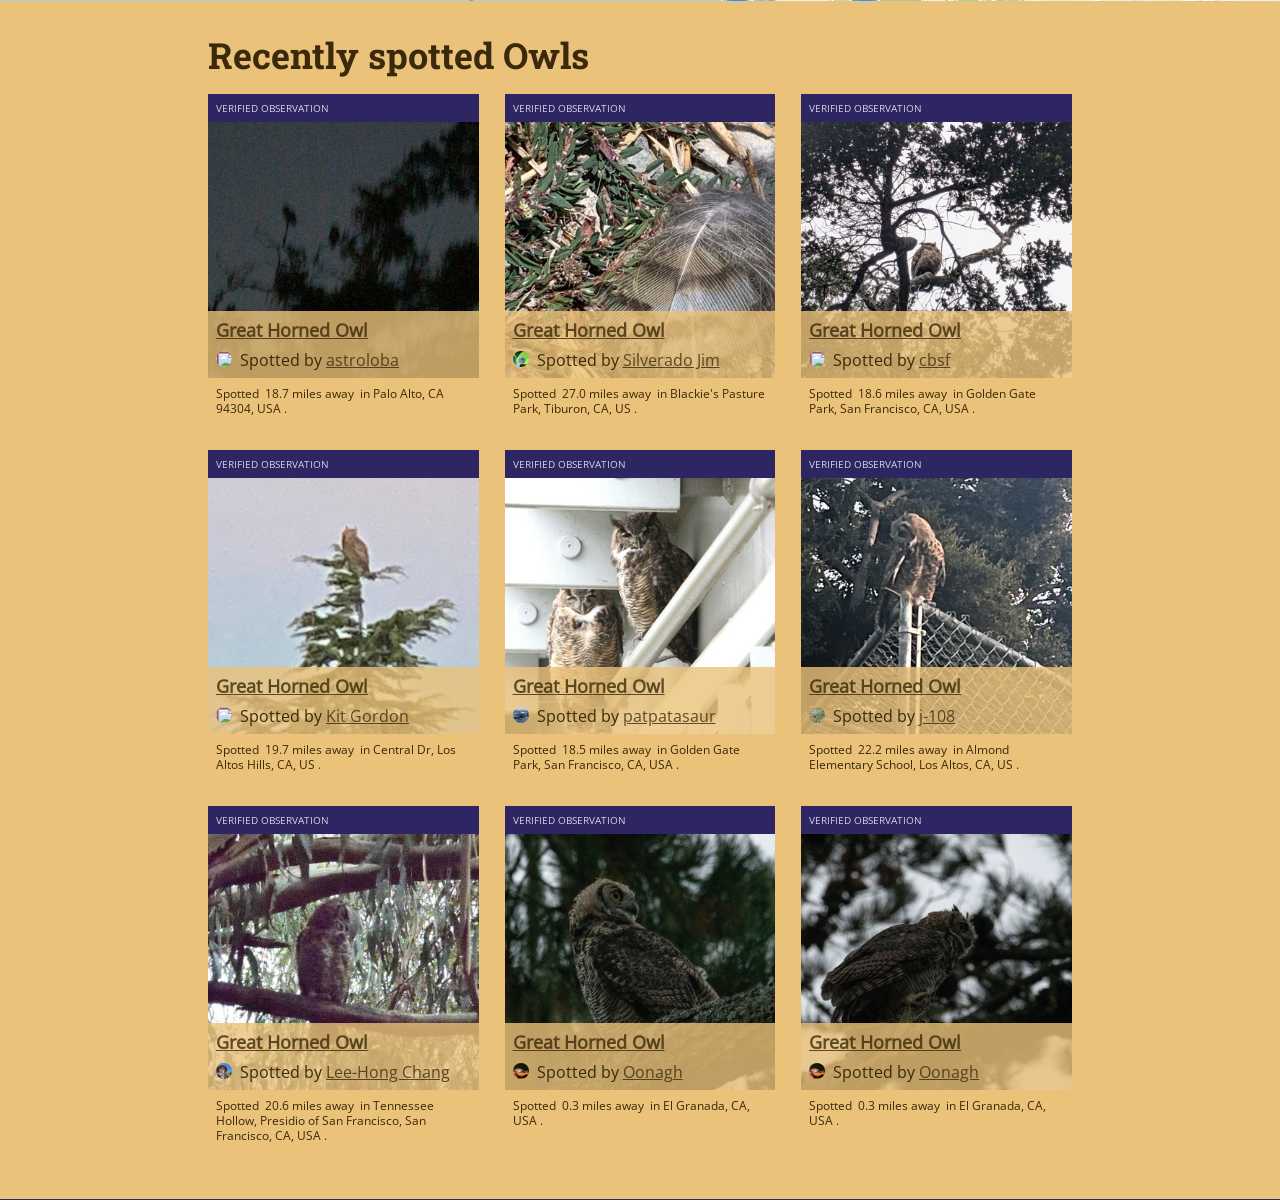 Recently spotted Owls
VERIFIED OBSERVATION
Great Horned Owl
Spotted by astroloba
Spotted 18.7 miles away in Palo Alto, CA
94304, USA .
VERIFIED OBSERVATION
Great Horned Owl
Spotted by Silverado Jim
Spotted 27.0 miles away in Blackie's Pasture
Park, Tiburon, CA, US .
VERIFIED OBSERVATION
Great Horned Owl
Spotted by cbsf
Spotted 18.6 miles away in Golden Gate
Park, San Francisco, CA, USA .
VERIFIED OBSERVATION
Great Horned Owl
Spotted by Kit Gordon
Spotted 19.7 miles away in Central Dr, Los
Altos Hills, CA, US .
VERIFIED OBSERVATION
Great Horned Owl
Spotted by patpatasaur
Spotted 18.5 miles away in Golden Gate
Park, San Francisco, CA, USA .
VERIFIED OBSERVATION
Great Horned Owl
Spotted by j-108
Spotted 22.2 miles away in Almond
Elementary School, Los Altos, CA, US .
VERIFIED OBSERVATION
Great Horned Owl
Spotted by Lee-Hong Chang
Spotted 20.6 miles away in Tennessee
Hollow, Presidio of San Francisco, San
Francisco, CA, USA .
VERIFIED OBSERVATION
Great Horned Owl
Spotted by Oonagh
Spotted 0.3 miles away in El Granada, CA,
USA .
VERIFIED OBSERVATION
Great Horned Owl
Spotted by Oonagh
Spotted 0.3 miles away in El Granada, CA,
USA .